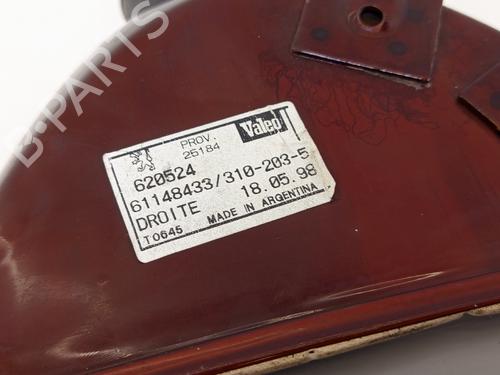 B-PARTS
PROV.
25184
Valeo
620524
61148433/310-203-5
DROITE 18.05.98
T0645 MADE IN ARGENTINA